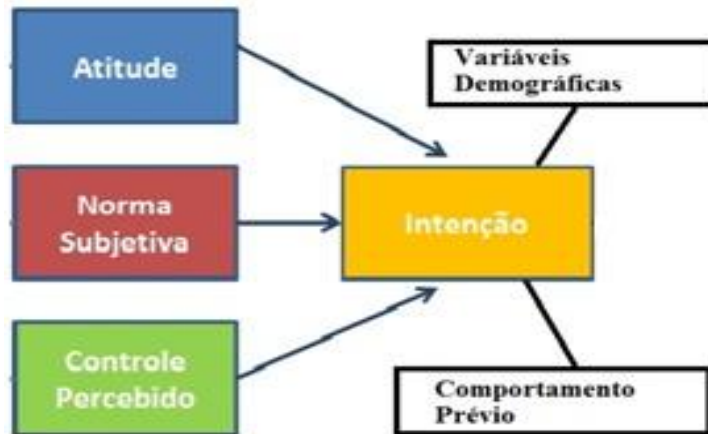 Atitude
Variáveis
Demográficas
Norma
Subjetiva
Intenção
Controle
Percebido
Comportamento
Prévio